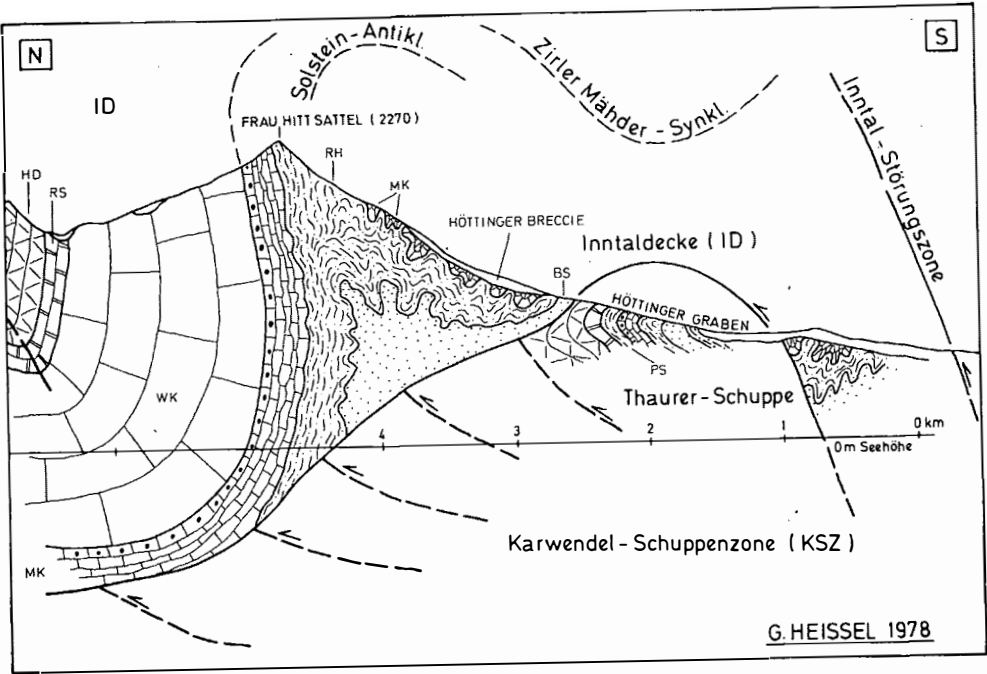 N
S
Solstein-Antikl.
Zirler Mähder-Synkl.
Inntal-Störungszone
ID
FRAU HITT SATTEL (2270)
HD
RS
RH
MK
HÖTTINGER BRECCIE
Inntaldecke (ID)
BS
HÖTTINGER GRABEN
PS
WK
Thaurer-Schuppe
4
3
2
1
0 km
0m Seehöhe
Karwendel-Schuppenzone (KSZ)
MK
G. HEISSEL 1978